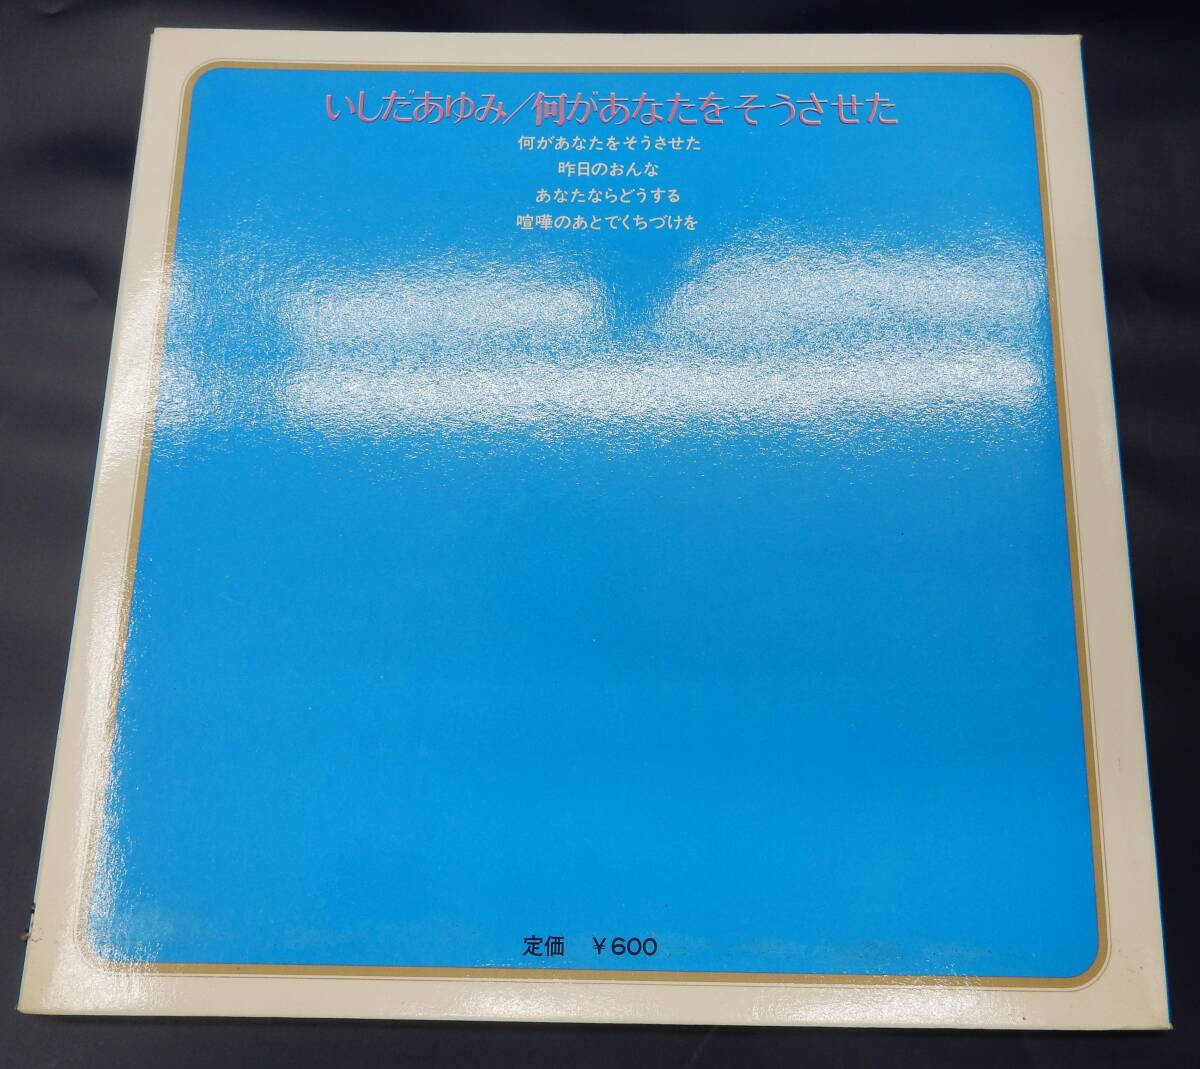 いしだあゆみ/何があなたをそうさせた
何があなたをそうさせた
昨日のおんな
あなたならどうする
喧嘩のあとでくちづけを
定価 ¥600